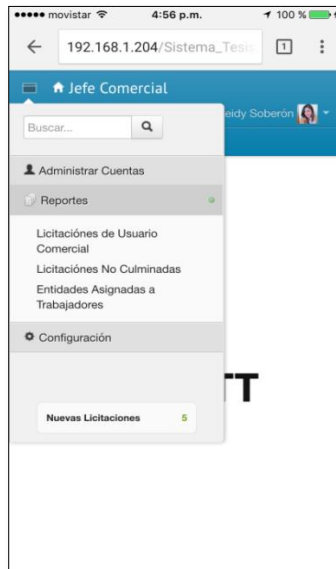 movistar 4:56 p.m. 100 %
192.168.1.204/Sistema_Tesis 1
Jefe Comercial
eidy Soberón
Buscar...
Administrar Cuentas
Reportes
Licitaciónes de Usuario
Comercial
Licitaciónes No Culminadas
Entidades Asignadas a
Trabajadores
Configuración
TT
Nuevas Licitaciones 5